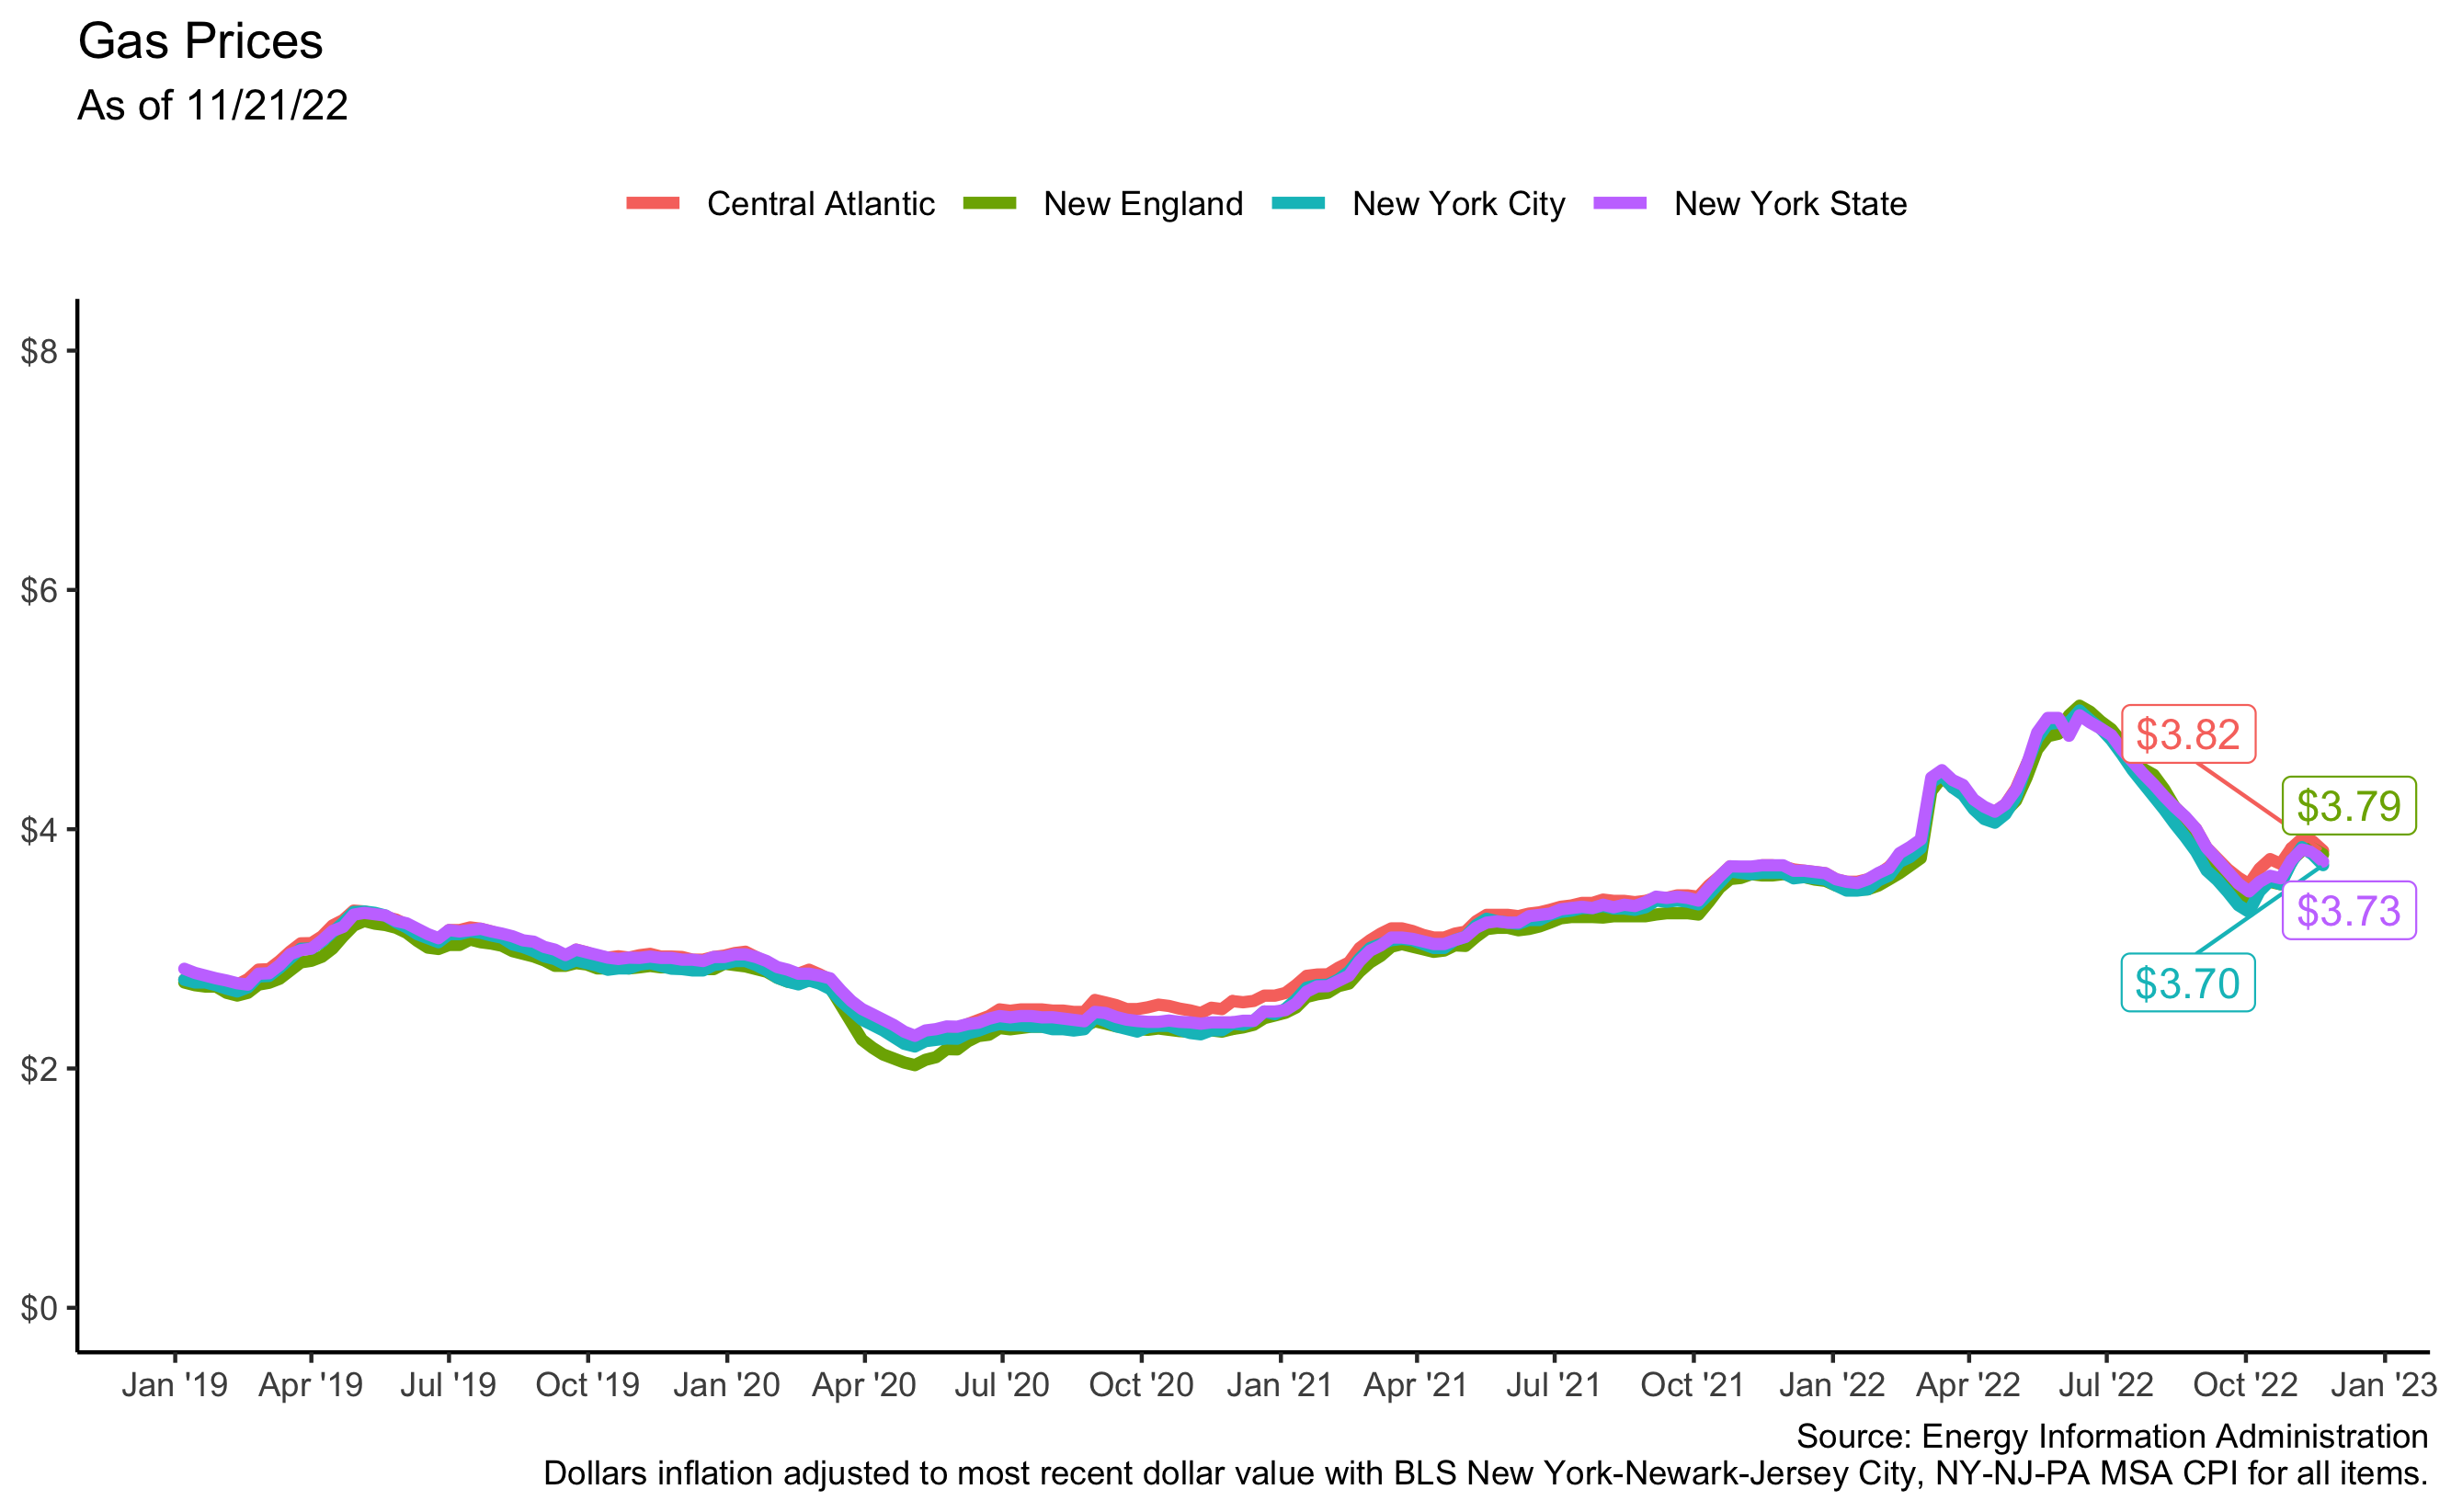 Gas Prices
As of 11/21/22
Central Atlantic New England New York City New York State
$8
$6
$4
$2
$0
$3.82
$3.79
$3.73
$3.70
Jan '19 Apr '19 Jul '19 Oct '19 Jan '20 Apr '20 Jul '20 Oct '20 Jan '21 Apr '21 Jul '21 Oct '21 Jan '22 Apr '22 Jul '22 Oct '22 Jan '23
Source: Energy Information Administration
Dollars inflation adjusted to most recent dollar value with BLS New York-Newark-Jersey City, NY-NJ-PA MSA CPI for all items.